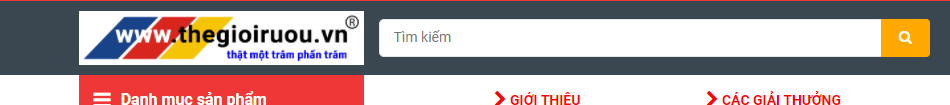 www.thegioiruou.vn®
thật một trăm phần trăm
Tìm kiếm
Danh mục sản phẩm
GIỚI THIỆU
CÁC GIẢI THƯỞNG